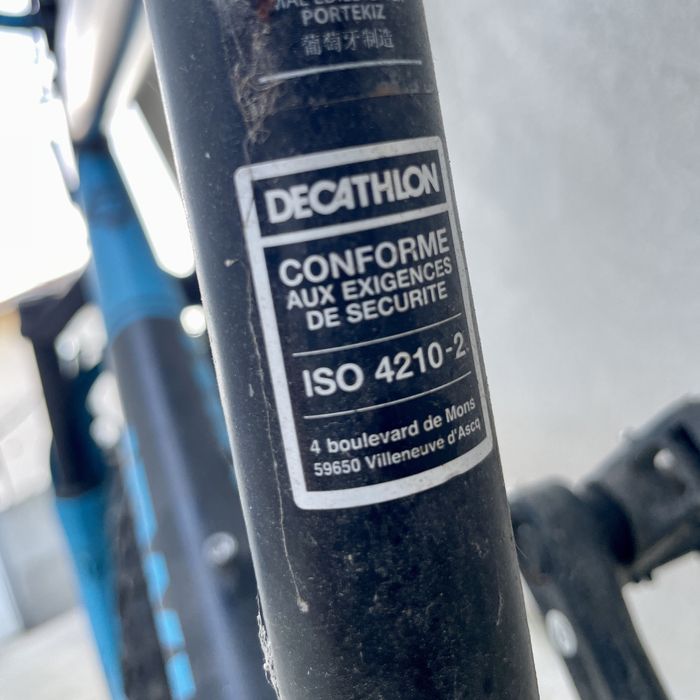 PORTEKIZ
葡萄牙制造
DECATHLON
CONFORME
AUX EXIGENCES
DE SECURITE
ISO 4210-2
4 boulevard de Mons
59650 Villeneuve d'Ascq